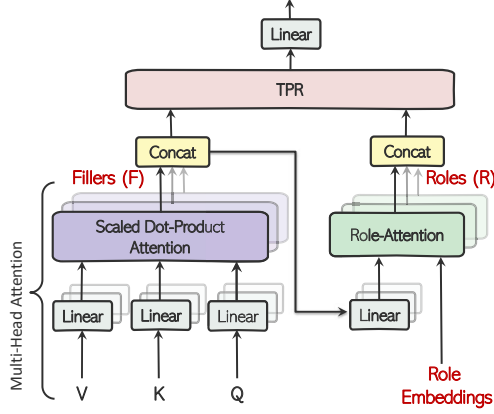 Linear
TPR
Concat
Concat
Fillers (F)
Roles (R)
Scaled Dot-Product
Attention
Role-Attention
Multi-Head Attention
Linear
Linear
Linear
Linear
V
K
Q
Role
Embeddings